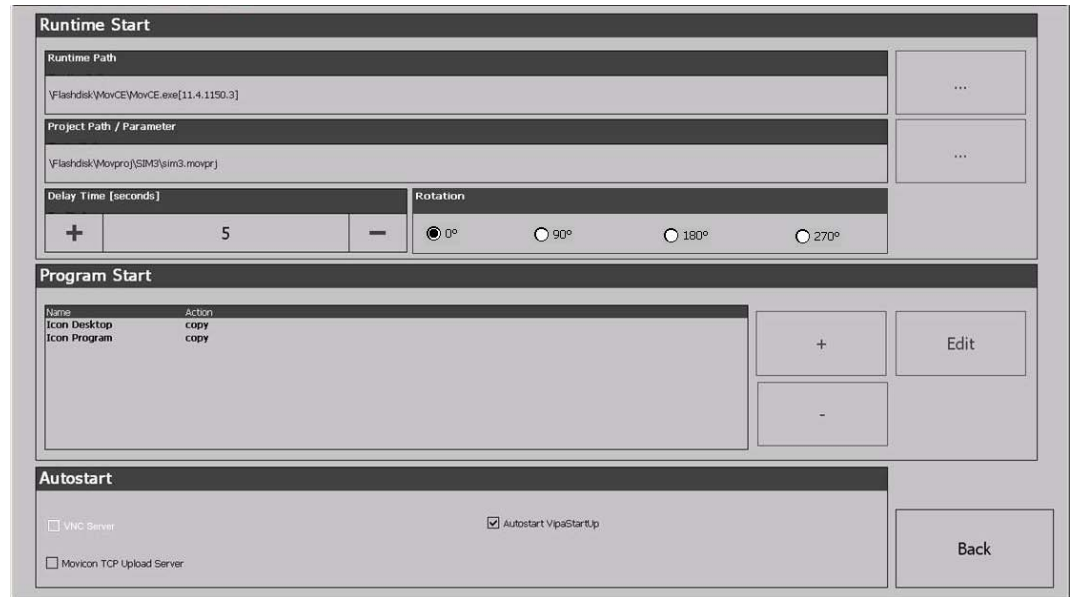 Runtime Start
Runtime Path
\Flashdisk\MovCE\MovCE.exe[11.4.1150.3]
...
Project Path / Parameter
\Flashdisk\Movproj\SIM3\sim3.movprj
...
Delay Time [seconds]
Rotation
+ 5 −
0° 90° 180° 270°
Program Start
Name Action
Icon Desktop copy
Icon Program copy
+
Edit
-
Autostart
VNC Server
Autostart VipaStartUp
Movicon TCP Upload Server
Back